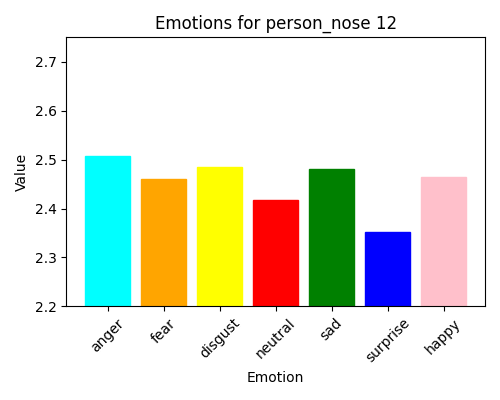 Emotions for person_nose 12
Value
2.7
2.6
2.5
2.4
2.3
2.2
anger
fear
disgust
neutral
sad
surprise
happy
Emotion